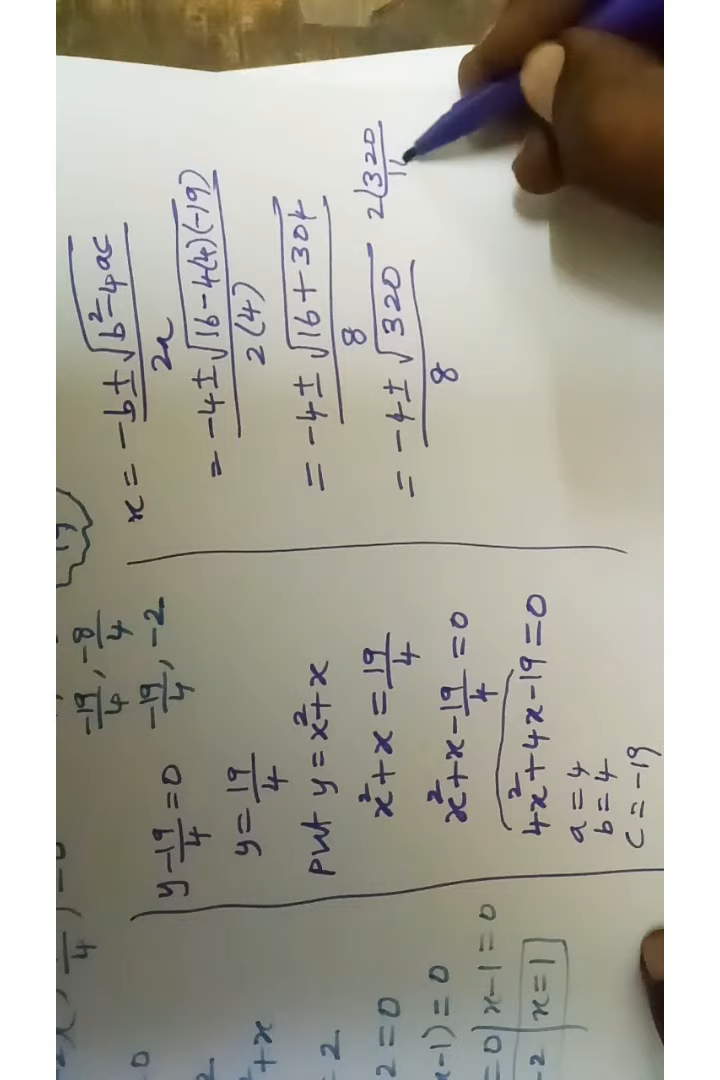 -19/4, -8/4
-19/4, -2
y - 19/4 = 0
y = 19/4
put y = x² + x
x² + x = 19/4
x² + x - 19/4 = 0
4x² + 4x - 19 = 0
a = 4
b = 4
c = -19
x = -b ± √b² - 4ac / 2a
= -4 ± √16 - 4(4)(-19) / 2(4)
= -4 ± √16 + 304 / 8
= -4 ± √320 / 8
2 320
x - 1 = 0
x = 1